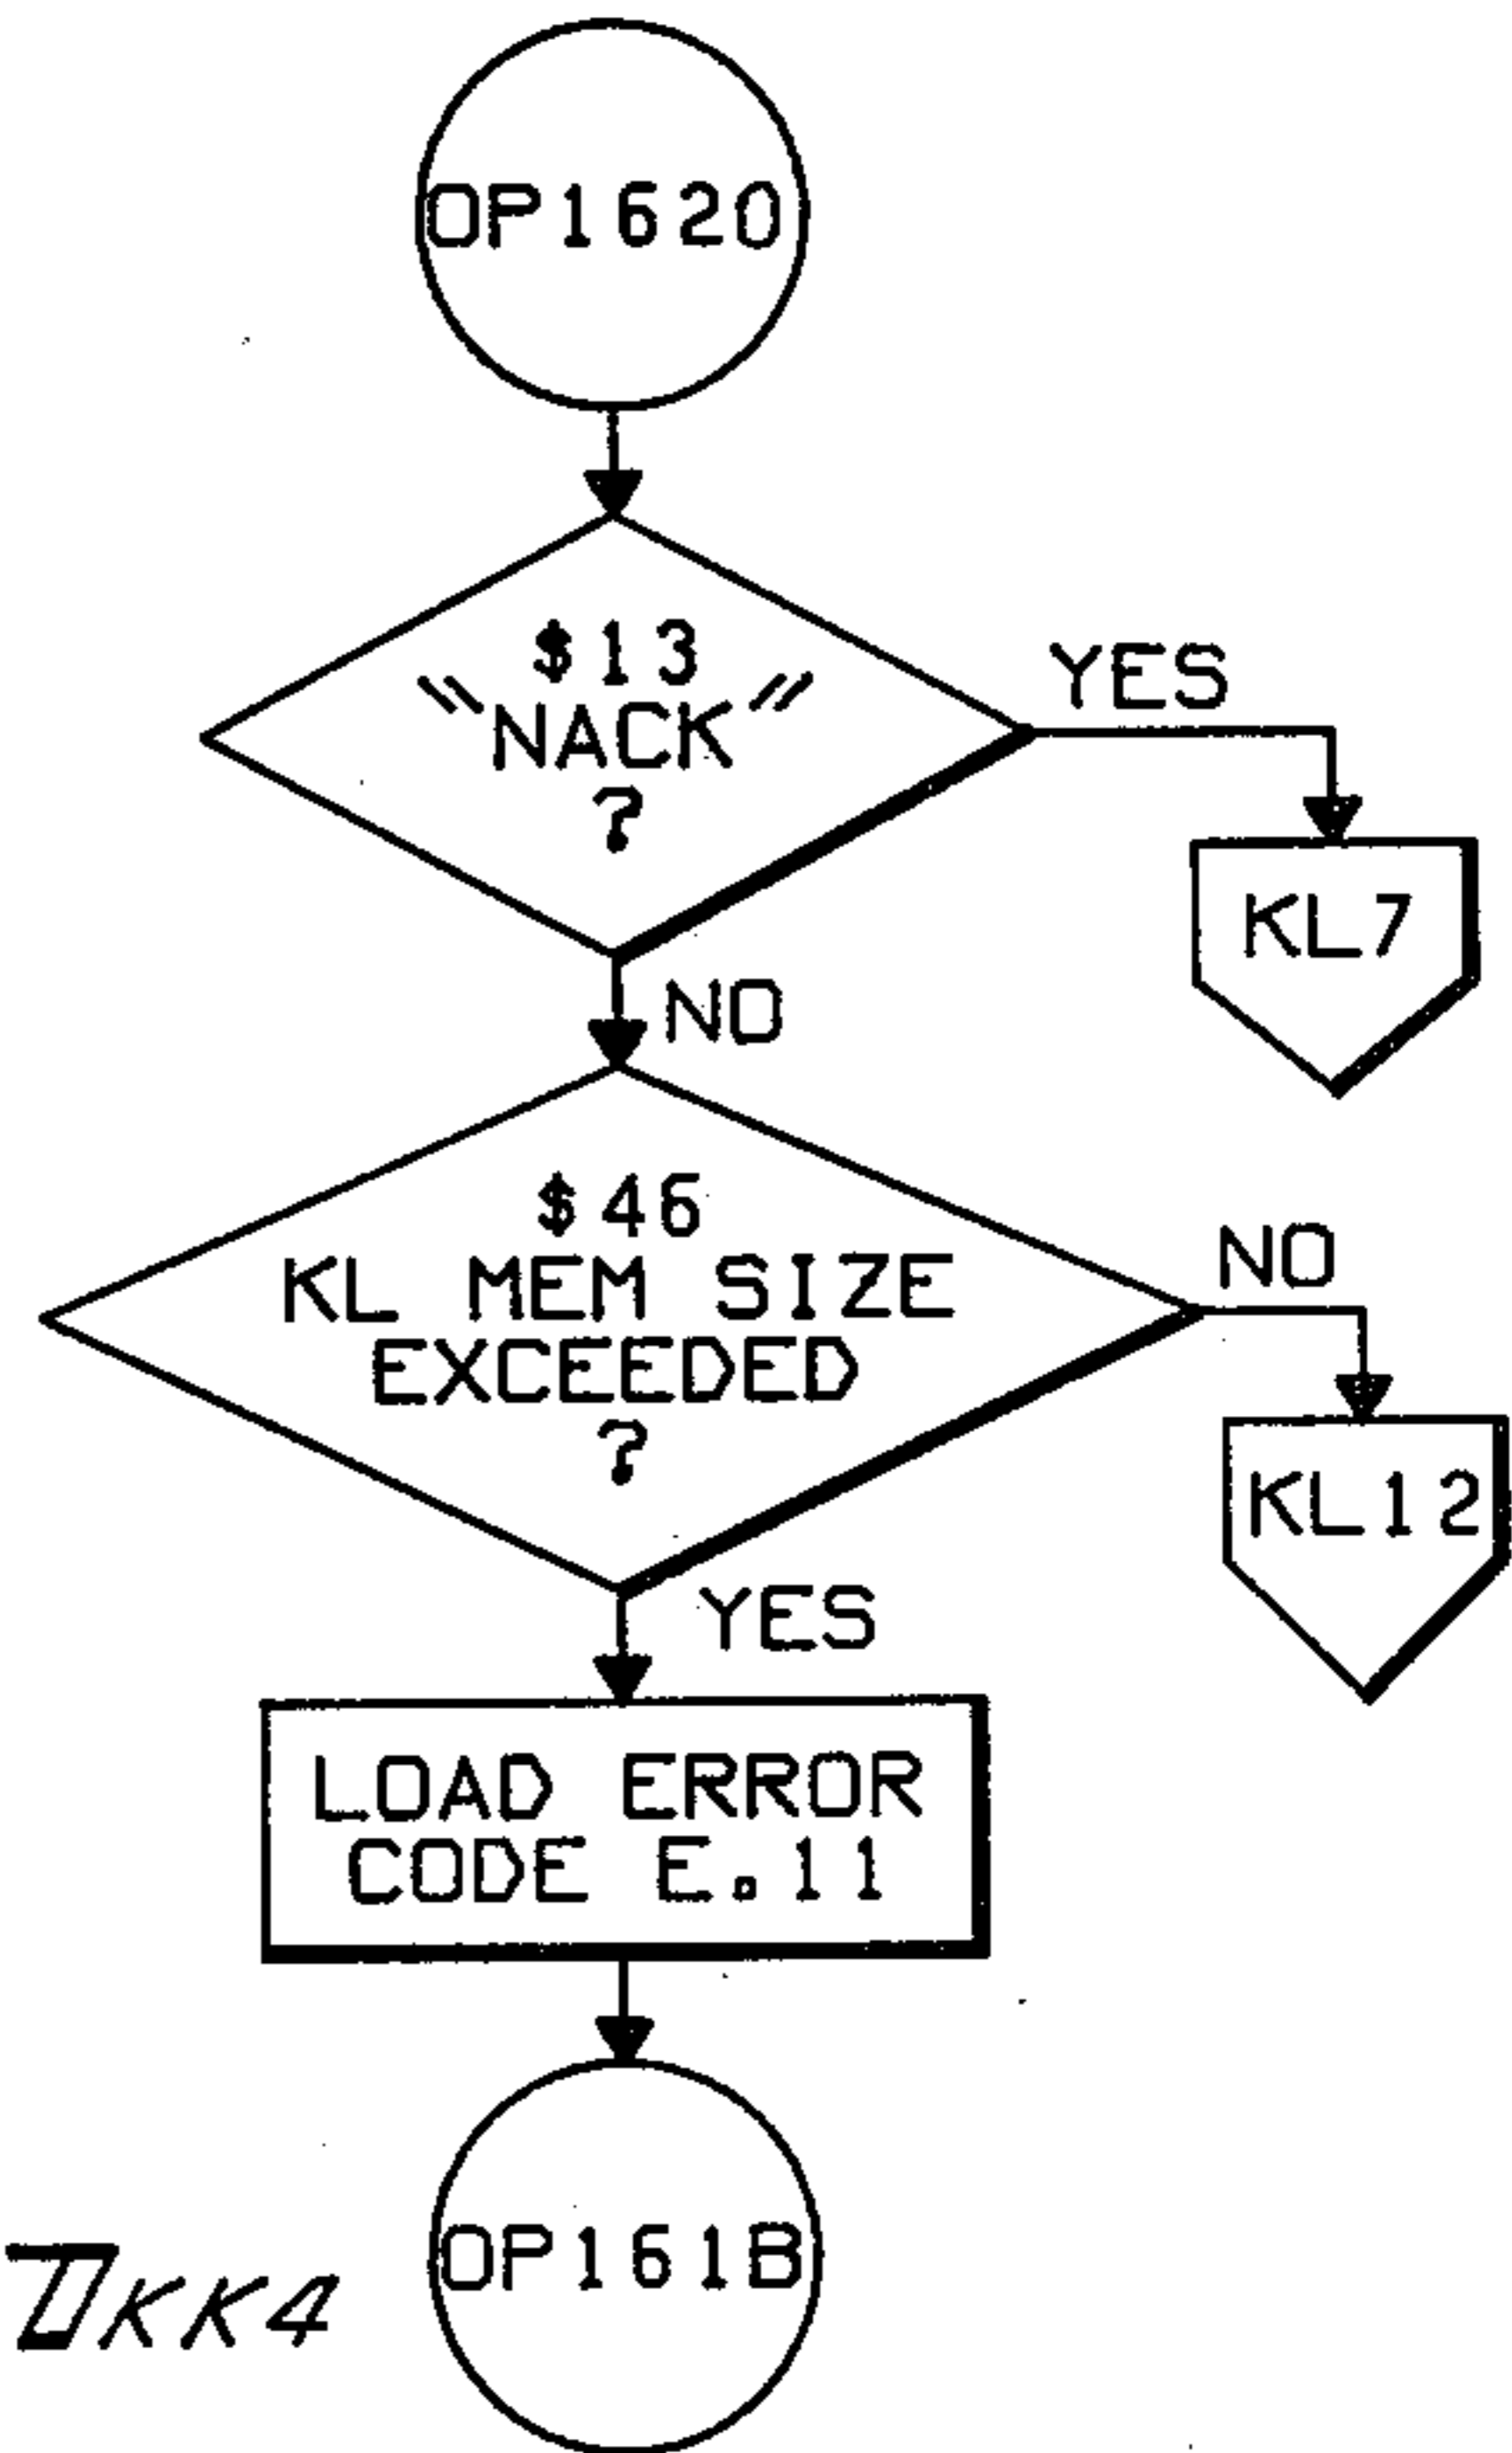 OP1620
$13
"NACK"
?
YES
KL7
NO
$46
KL MEM SIZE
EXCEEDED
?
NO
KL12
YES
LOAD ERROR
CODE E.11
OP161B